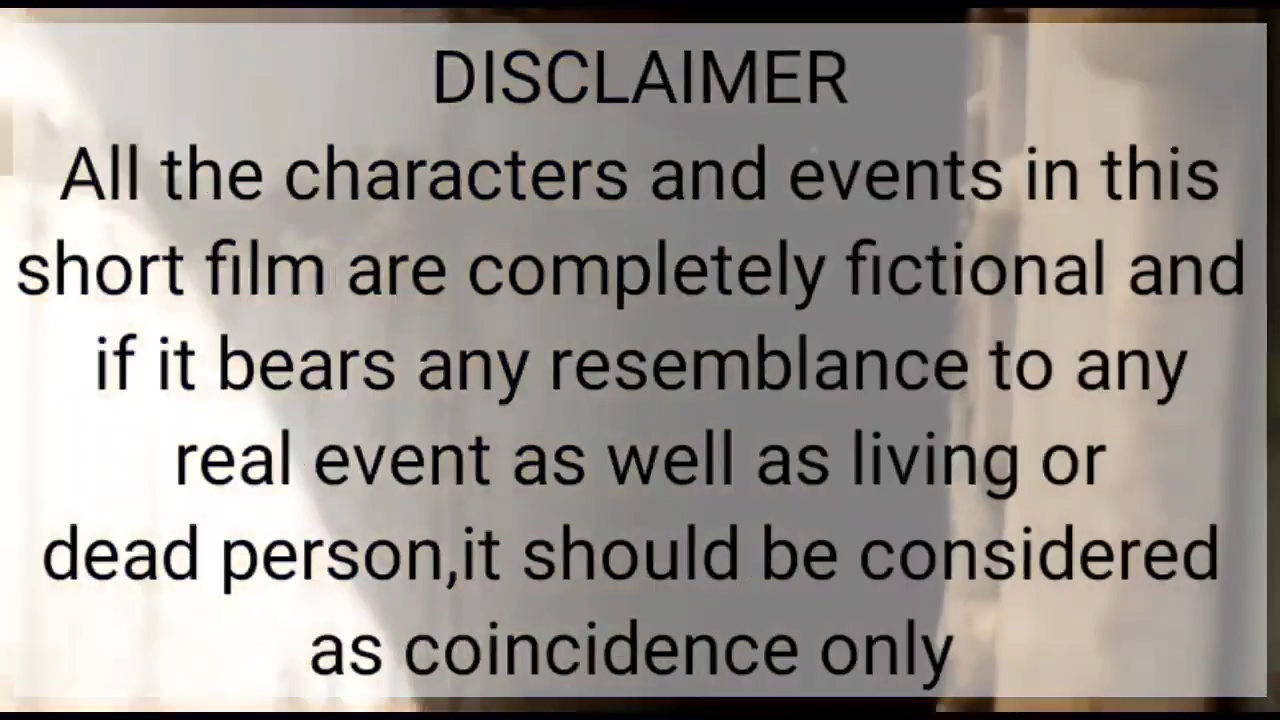 DISCLAIMER
All the characters and events in this
short film are completely fictional and
if it bears any resemblance to any
real event as well as living or
dead person,it should be considered
as coincidence only